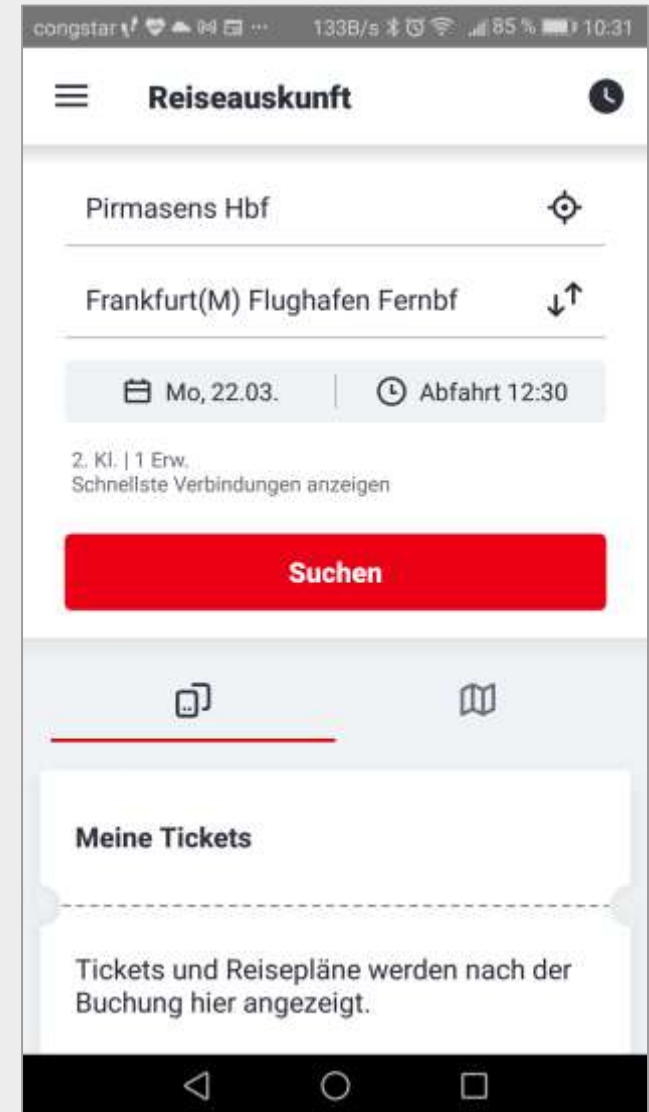 congstar ... 133B/s 85 % 10:31
Reiseauskunft
Pirmasens Hbf
Frankfurt(M) Flughafen Fernbf
Mo, 22.03. Abfahrt 12:30
2. Kl. | 1 Erw.
Schnellste Verbindungen anzeigen
Suchen
Meine Tickets
Tickets und Reisepläne werden nach der
Buchung hier angezeigt.